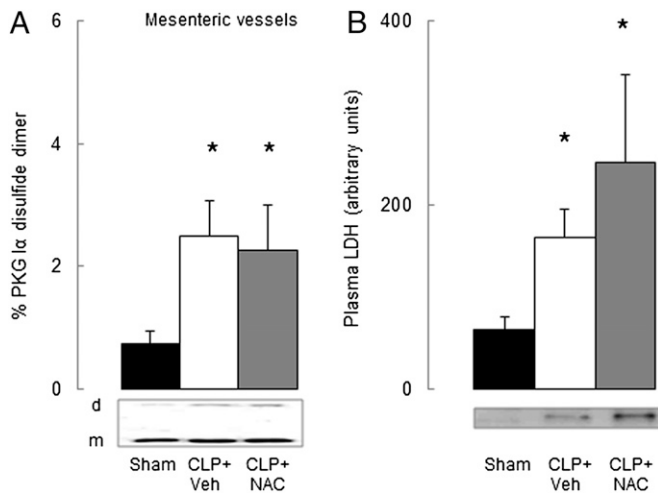 A
Mesenteric vessels
% PKG Iα disulfide dimer
6
4
2
0
*
*
d
m
Sham
CLP+
Veh
CLP+
NAC
B
Plasma LDH (arbitrary units)
400
200
0
*
*
Sham
CLP+
Veh
CLP+
NAC